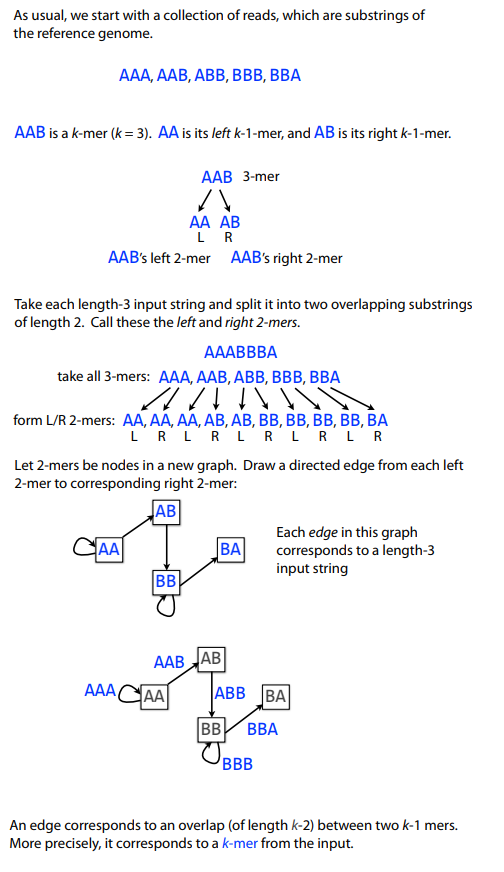 As usual, we start with a collection of reads, which are substrings of
the reference genome.
AAA, AAB, ABB, BBB, BBA
AAB is a k-mer (k = 3). AA is its left k-1-mer, and AB is its right k-1-mer.
AAB 3-mer
AA AB
L R
AAB's left 2-mer AAB's right 2-mer
Take each length-3 input string and split it into two overlapping substrings
of length 2. Call these the left and right 2-mers.
AAABBBA
take all 3-mers: AAA, AAB, ABB, BBB, BBA
form L/R 2-mers: AA, AA, AA, AB, AB, BB, BB, BB, BB, BA
L R L R L R L R L R
Let 2-mers be nodes in a new graph. Draw a directed edge from each left
2-mer to corresponding right 2-mer:
AB
AA
BA
BB
Each edge in this graph
corresponds to a length-3
input string
AAB AB
AAA AA
ABB BA
BB BBA
BBB
An edge corresponds to an overlap (of length k-2) between two k-1 mers.
More precisely, it corresponds to a k-mer from the input.